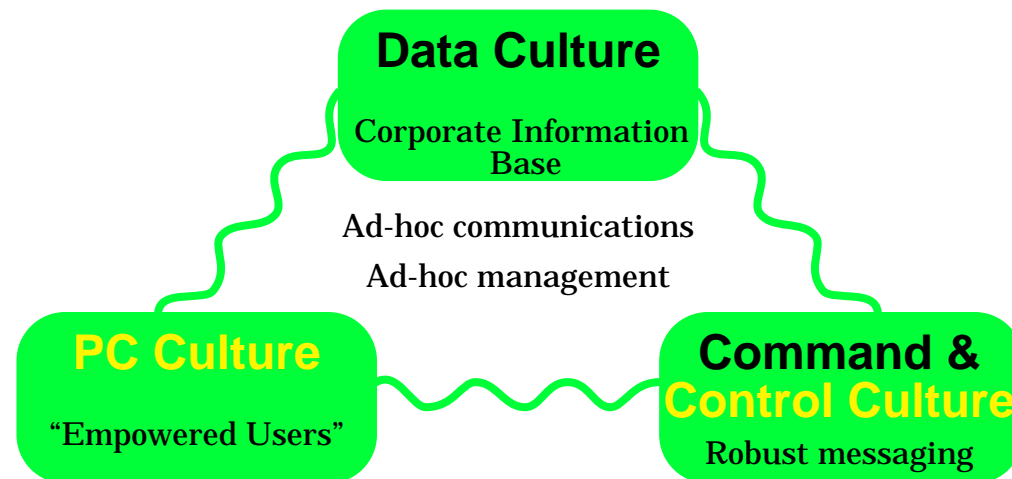 Data Culture
Corporate Information
Base
Ad-hoc communications
Ad-hoc management
PC Culture
“Empowered Users”
Command &
Control Culture
Robust messaging